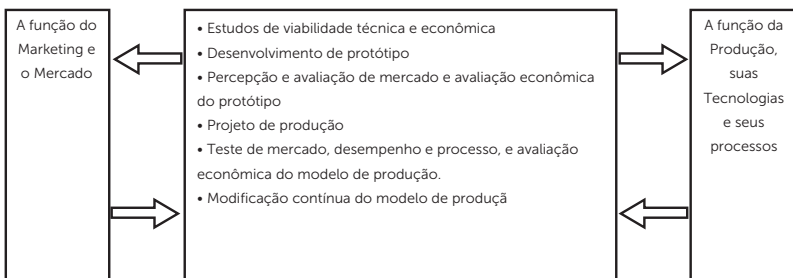 A função do
Marketing e
o Mercado
• Estudos de viabilidade técnica e econômica
• Desenvolvimento de protótipo
• Percepção e avaliação de mercado e avaliação econômica
do protótipo
• Projeto de produção
• Teste de mercado, desempenho e processo, e avaliação
econômica do modelo de produção.
• Modificação contínua do modelo de produçã
A função da
Produção,
suas
Tecnologias
e seus
processos